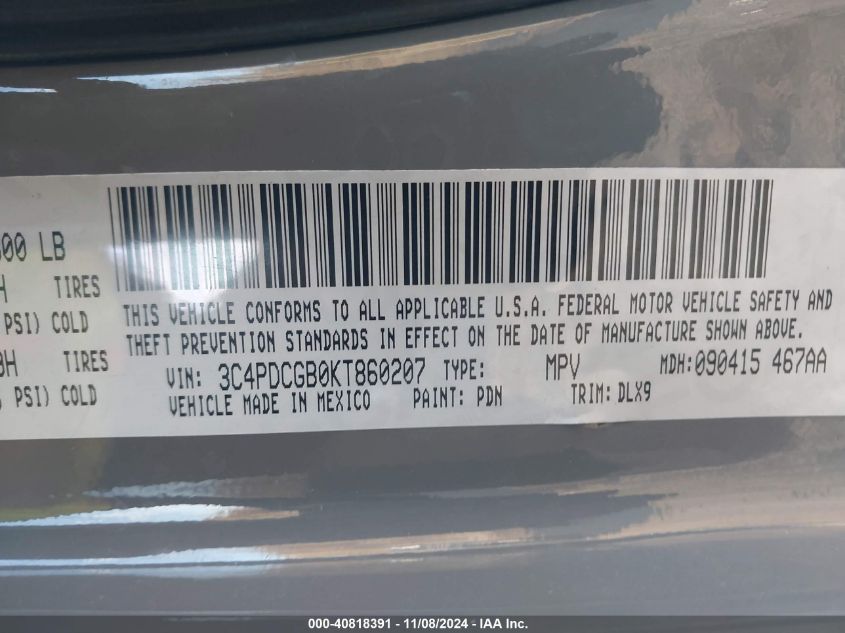 600 LB
H TIRES
PSI) COLD
THIS VEHICLE CONFORMS TO ALL APPLICABLE U.S.A. FEDERAL MOTOR VEHICLE SAFETY AND
THEFT PREVENTION STANDARDS IN EFFECT ON THE DATE OF MANUFACTURE SHOWN ABOVE.
H TIRES
VIN: 3C4PDCGB0KT860207 TYPE: MPV MDH: 090415 467AA
PSI) COLD
VEHICLE MADE IN MEXICO PAINT: PDN TRIM: DLX9
000-40818391 - 11/08/2024 - IAA Inc.